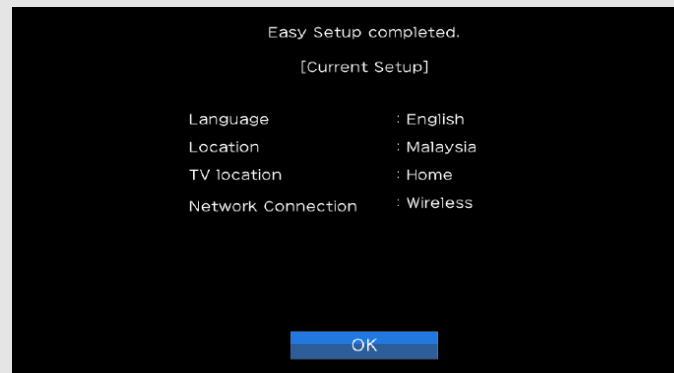 Easy Setup completed.
[Current Setup]
Language : English
Location : Malaysia
TV location : Home
Network Connection : Wireless
OK